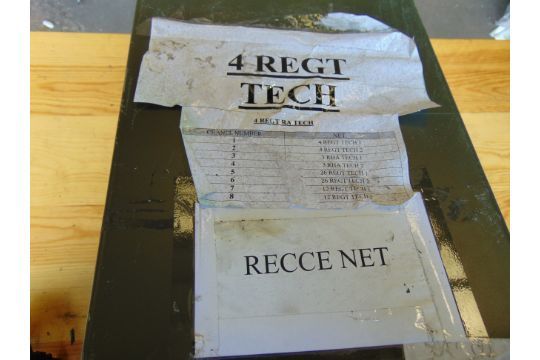 4 REGT
TECH
4 REGT RA TECH
CHANEL NUMBER NET
1 4 REGT TECH 1
2 4 REGT TECH 2
3 3 RHA TECH 1
4 3 RHA TECH 2
5 26 REGT TECH 1
6 26 REGT TECH 2
7 12 REGT TECH 1
8 12 REGT TECH 2
RECCE NET